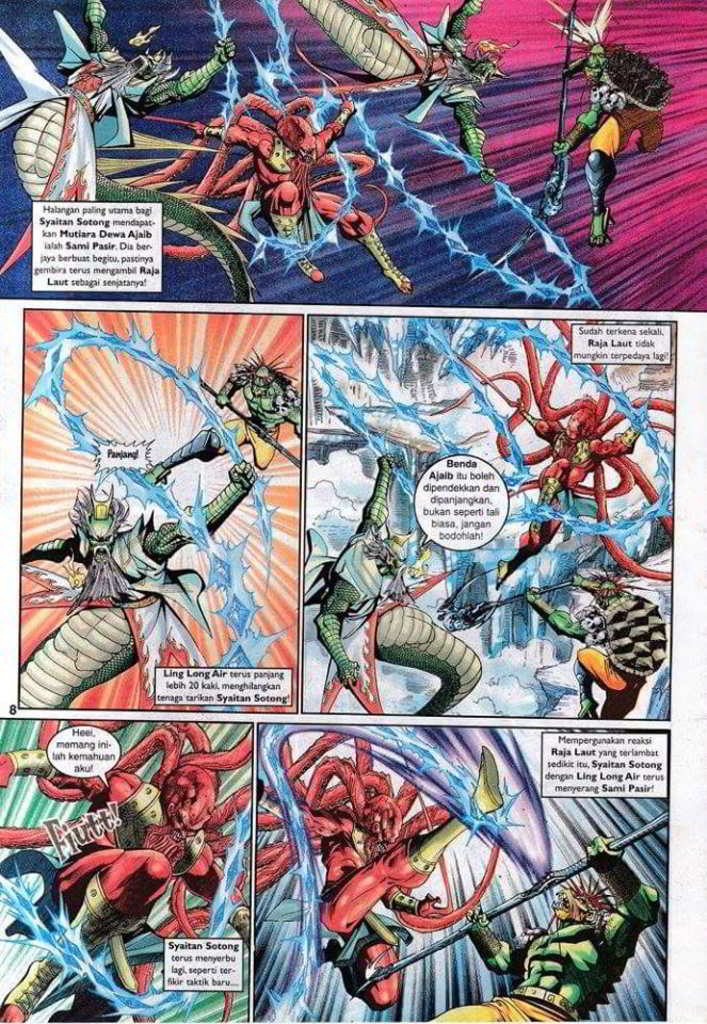 Halangan paling utama bagi
Syaitan Sotong mendapat-
kan Mutiara Dewa Ajaib
ialah Sami Pasir. Dia ber-
jaya berbuat begitu, pastinya
gembira terus mengambil Raja
Laut sebagai senjatanya!
Panjang!
Ling Long Air terus panjang
lebih 20 kaki, menghilangkan
tenaga tarikan Syaitan Sotong!
Sudah terkena sekali,
Raja Laut tidak
mungkin terpedaya lagi!
Benda
Ajaib itu boleh
dipendekkan dan
dipanjangkan,
bukan seperti tali
biasa, jangan
bodohlah!
8
Heei,
memang ini-
lah kemahuan
aku!
Fiuttt!
Syaitan Sotong
terus menyerbu
lagi, seperti ter-
fikir taktik baru....
Mempergunakan reaksi
Raja Laut yang terlambat
sedikit itu, Syaitan Sotong
dengan Ling Long Air terus
menyerang Sami Pasir!